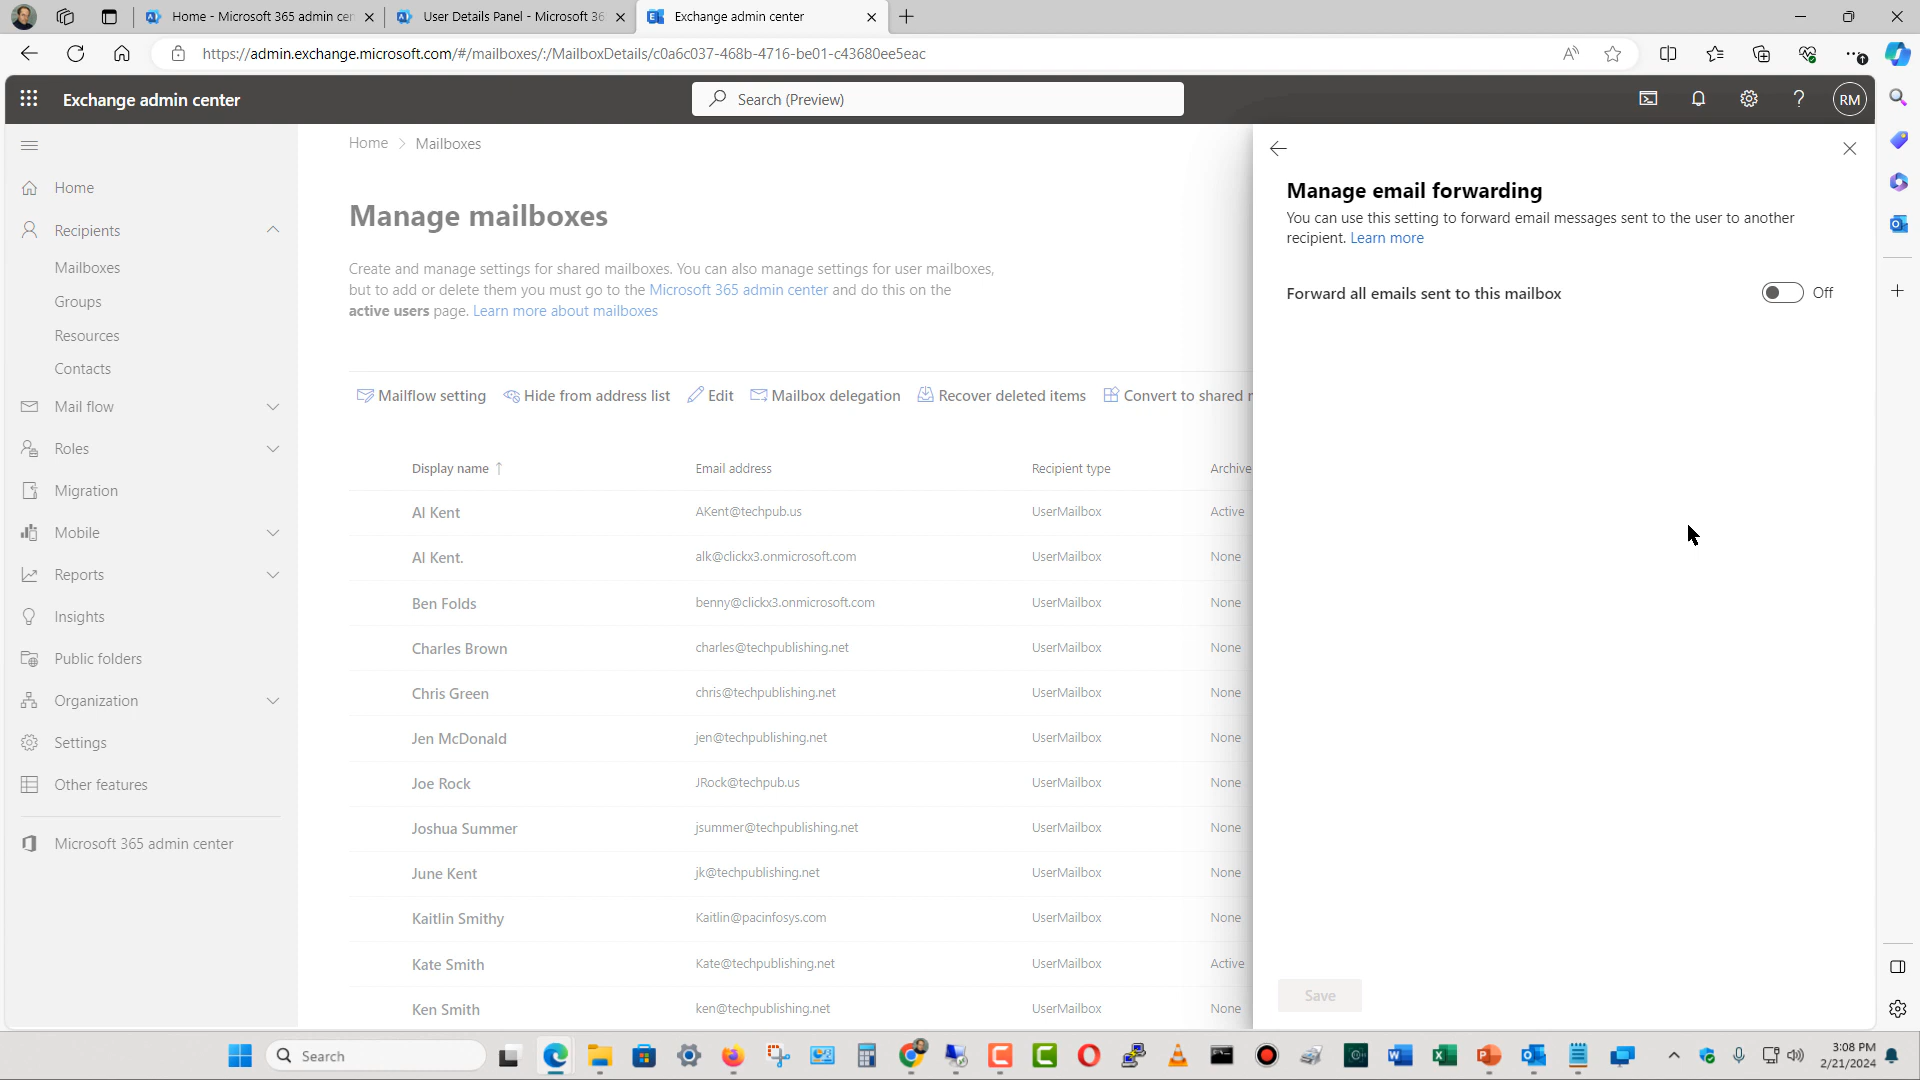 Home - Microsoft 365 admin cen
User Details Panel - Microsoft 36
Exchange admin center
https://admin.exchange.microsoft.com/#/mailboxes/:/MailboxDetails/c0a6c037-468b-4716-be01-c43680ee5eac
Exchange admin center
Search (Preview)
RM
Home
Recipients
Mailboxes
Groups
Resources
Contacts
Mail flow
Roles
Migration
Mobile
Reports
Insights
Public folders
Organization
Settings
Other features
Microsoft 365 admin center
Home > Mailboxes
Manage mailboxes
Create and manage settings for shared mailboxes. You can also manage settings for user mailboxes,
but to add or delete them you must go to the Microsoft 365 admin center and do this on the
active users page. Learn more about mailboxes
Mailflow setting Hide from address list Edit Mailbox delegation Recover deleted items Convert to shared m
Display name ↑ Email address Recipient type Archive
Al Kent AKent@techpub.us UserMailbox Active
Al Kent. alk@clickx3.onmicrosoft.com UserMailbox None
Ben Folds benny@clickx3.onmicrosoft.com UserMailbox None
Charles Brown charles@techpublishing.net UserMailbox None
Chris Green chris@techpublishing.net UserMailbox None
Jen McDonald jen@techpublishing.net UserMailbox None
Joe Rock JRock@techpub.us UserMailbox None
Joshua Summer jsummer@techpublishing.net UserMailbox None
June Kent jk@techpublishing.net UserMailbox None
Kaitlin Smithy Kaitlin@pacinfosys.com UserMailbox None
Kate Smith Kate@techpublishing.net UserMailbox Active
Ken Smith ken@techpublishing.net UserMailbox None
Manage email forwarding
You can use this setting to forward email messages sent to the user to another
recipient. Learn more
Forward all emails sent to this mailbox Off
Save
Search
3:08 PM
2/21/2024